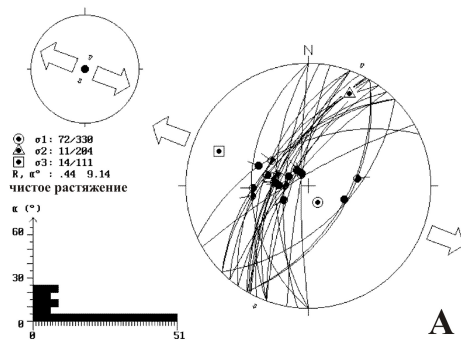 N
σ1: 72/330
σ2: 11/204
σ3: 14/111
R, α° : .44 9.14
чистое растяжение
α (°)
60
30
0
0 51
A